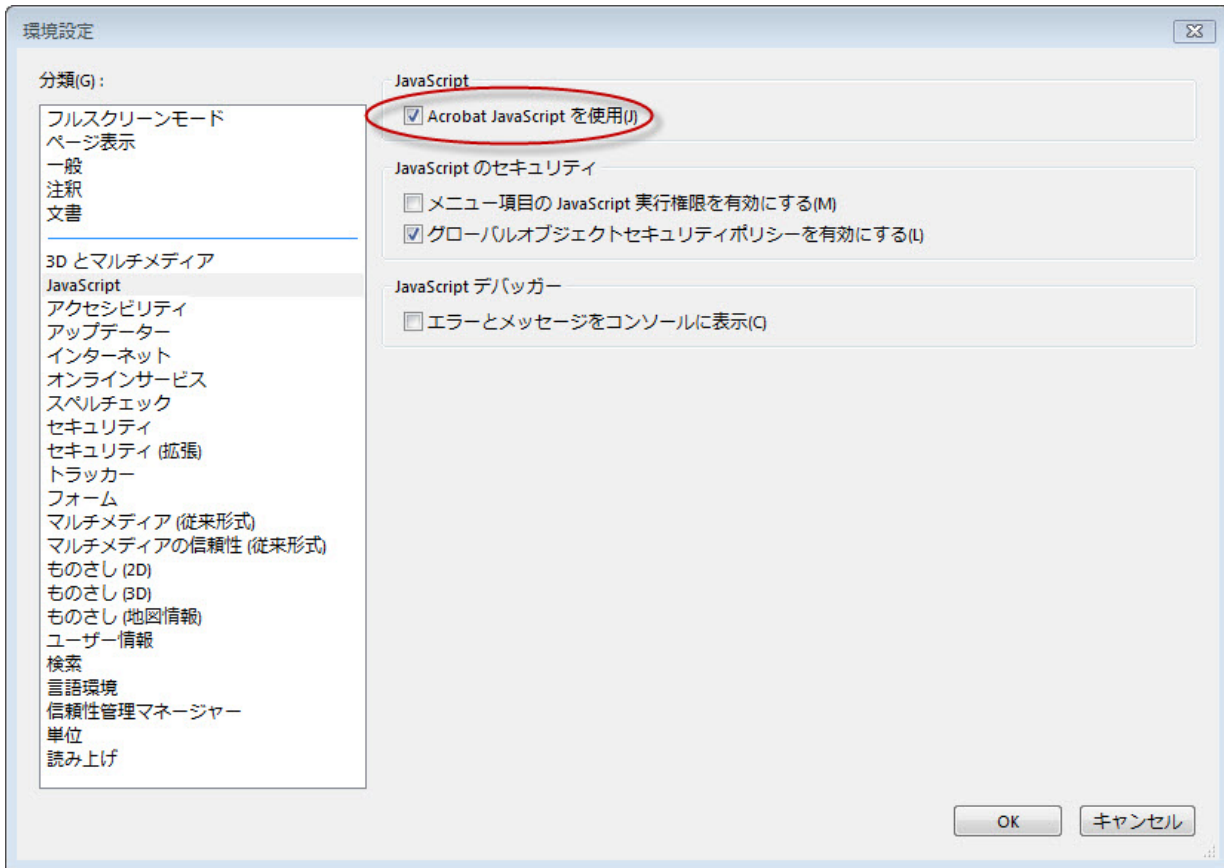 環境設定
分類(G) :
フルスクリーンモード
ページ表示
一般
注釈
文書
3D とマルチメディア
JavaScript
アクセシビリティ
アップデーター
インターネット
オンラインサービス
スペルチェック
セキュリティ
セキュリティ (拡張)
トラッカー
フォーム
マルチメディア (従来形式)
マルチメディアの信頼性 (従来形式)
ものさし (2D)
ものさし (3D)
ものさし (地図情報)
ユーザー情報
検索
言語環境
信頼性管理マネージャー
単位
読み上げ
JavaScript
Acrobat JavaScript を使用(J)
JavaScript のセキュリティ
メニュー項目の JavaScript 実行権限を有効にする(M)
グローバルオブジェクトセキュリティポリシーを有効にする(L)
JavaScript デバッガー
エラーとメッセージをコンソールに表示(C)
OK
キャンセル